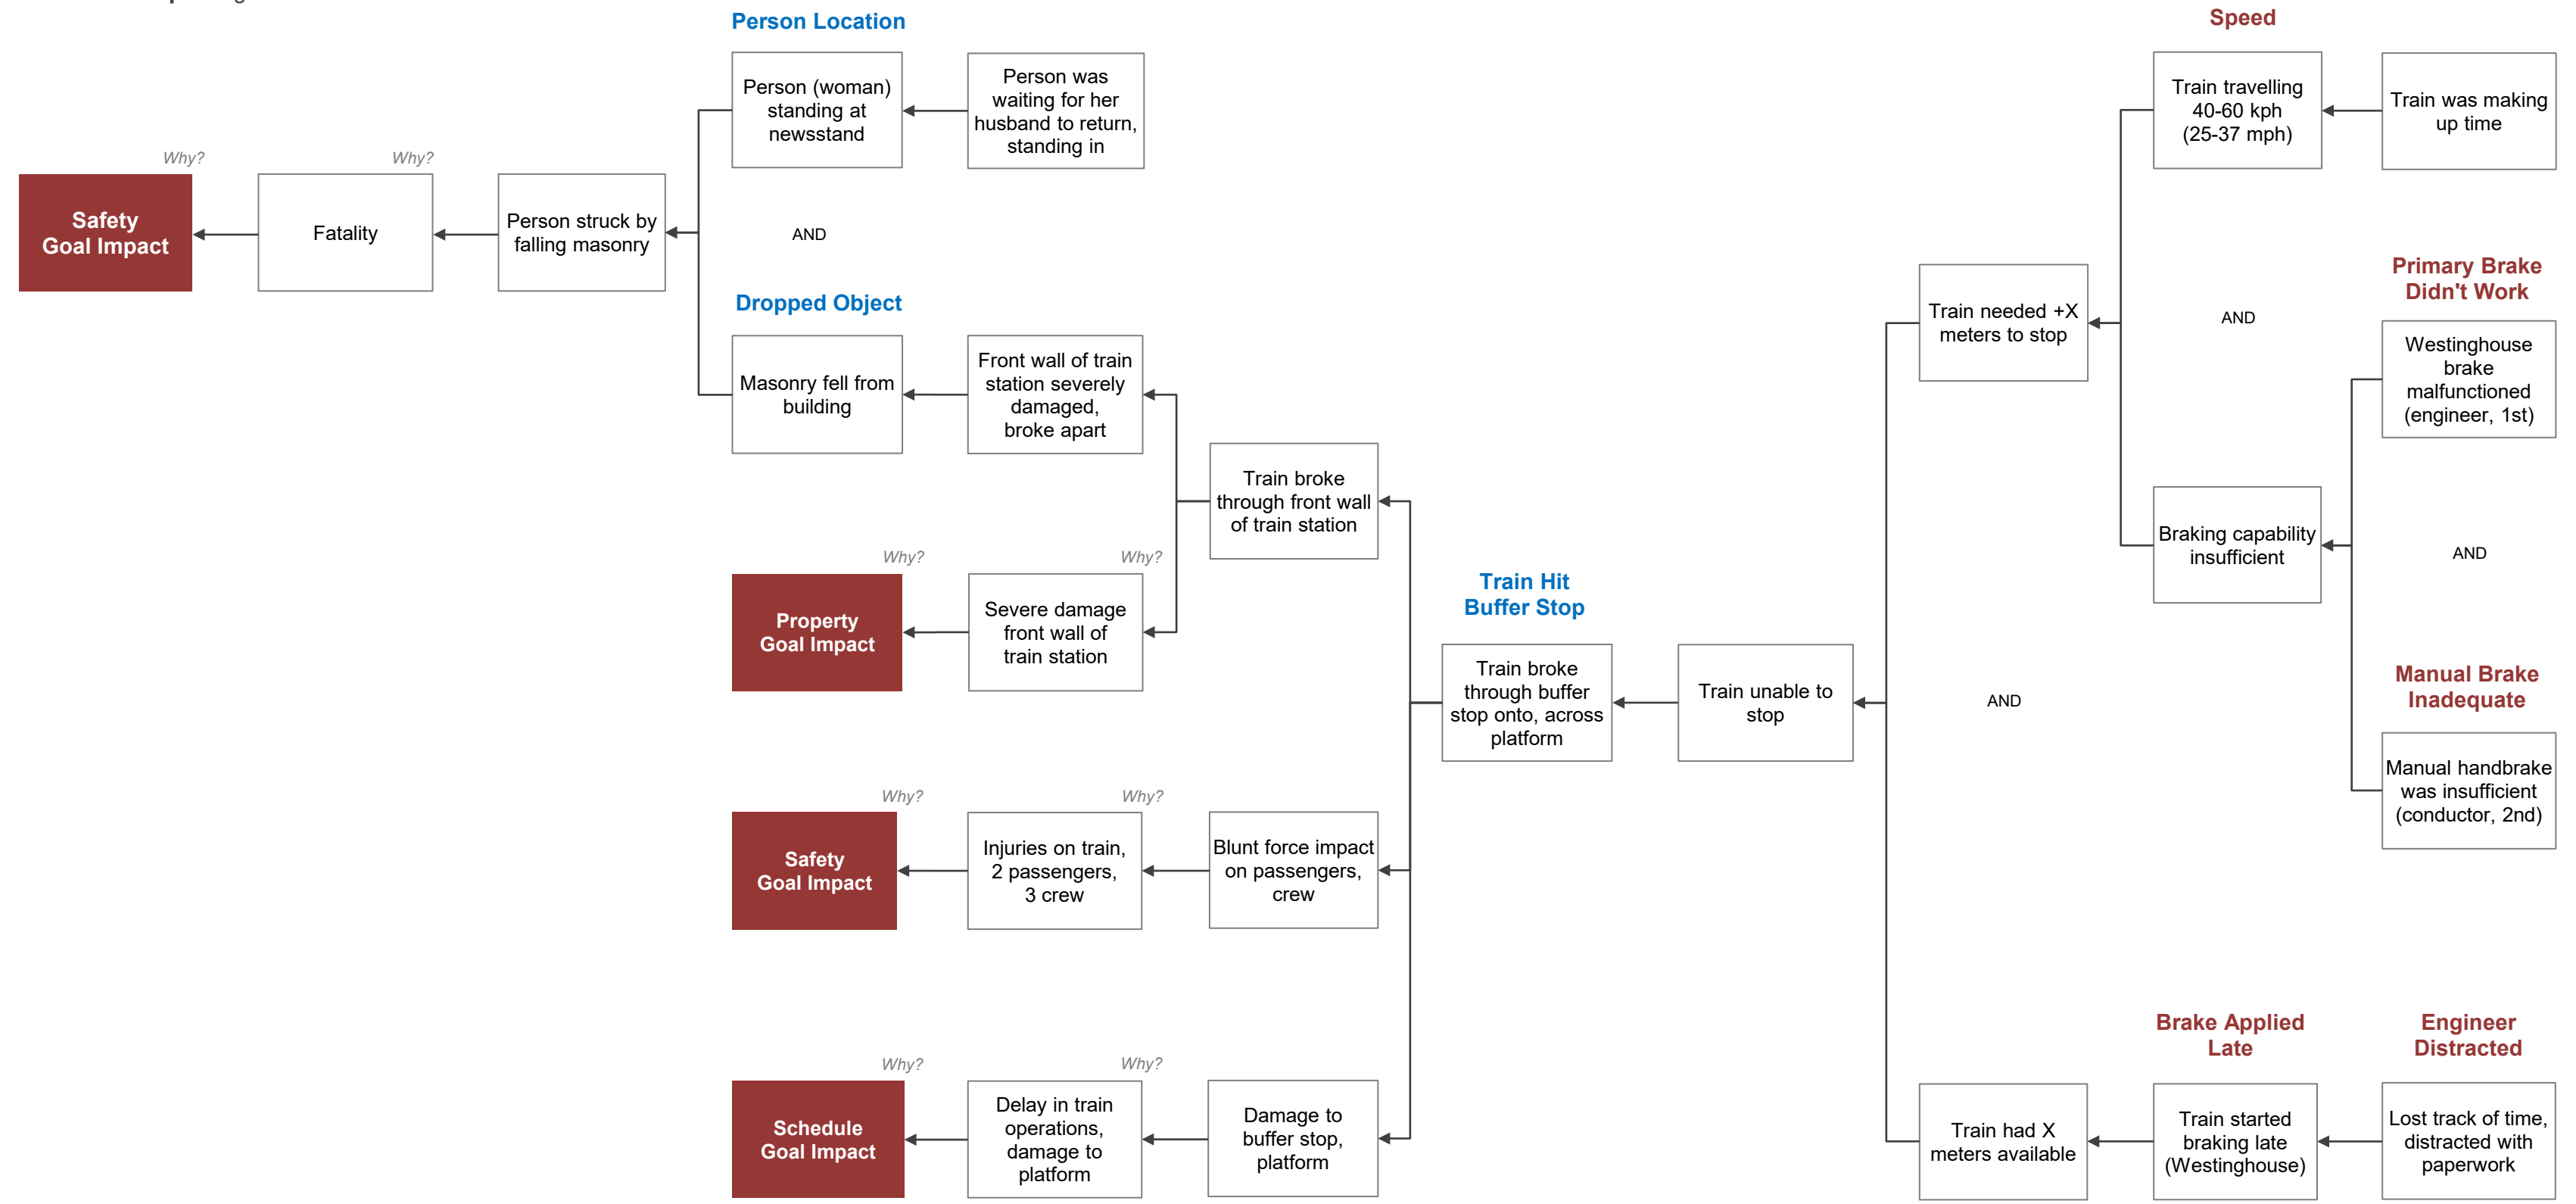 Person Location
Speed
Person (woman)
standing at
newsstand
Person was
waiting for her
husband to return,
standing in
Train travelling
40-60 kph
(25-37 mph)
Train was making
up time
Why?
Why?
Safety
Goal Impact
Fatality
Person struck by
falling masonry
AND
Dropped Object
Masonry fell from
building
Front wall of train
station severely
damaged,
broke apart
Train needed +X
meters to stop
AND
Primary Brake
Didn't Work
Westinghouse
brake
malfunctioned
(engineer, 1st)
Train broke
through front wall
of train station
Braking capability
insufficient
AND
Why?
Why?
Property
Goal Impact
Severe damage
front wall of
train station
Train Hit
Buffer Stop
Train broke
through buffer
stop onto, across
platform
Train unable to
stop
AND
Manual Brake
Inadequate
Manual handbrake
was insufficient
(conductor, 2nd)
Why?
Why?
Safety
Goal Impact
Injuries on train,
2 passengers,
3 crew
Blunt force impact
on passengers,
crew
Why?
Why?
Schedule
Goal Impact
Delay in train
operations,
damage to
platform
Damage to
buffer stop,
platform
Brake Applied
Late
Engineer
Distracted
Train had X
meters available
Train started
braking late
(Westinghouse)
Lost track of time,
distracted with
paperwork